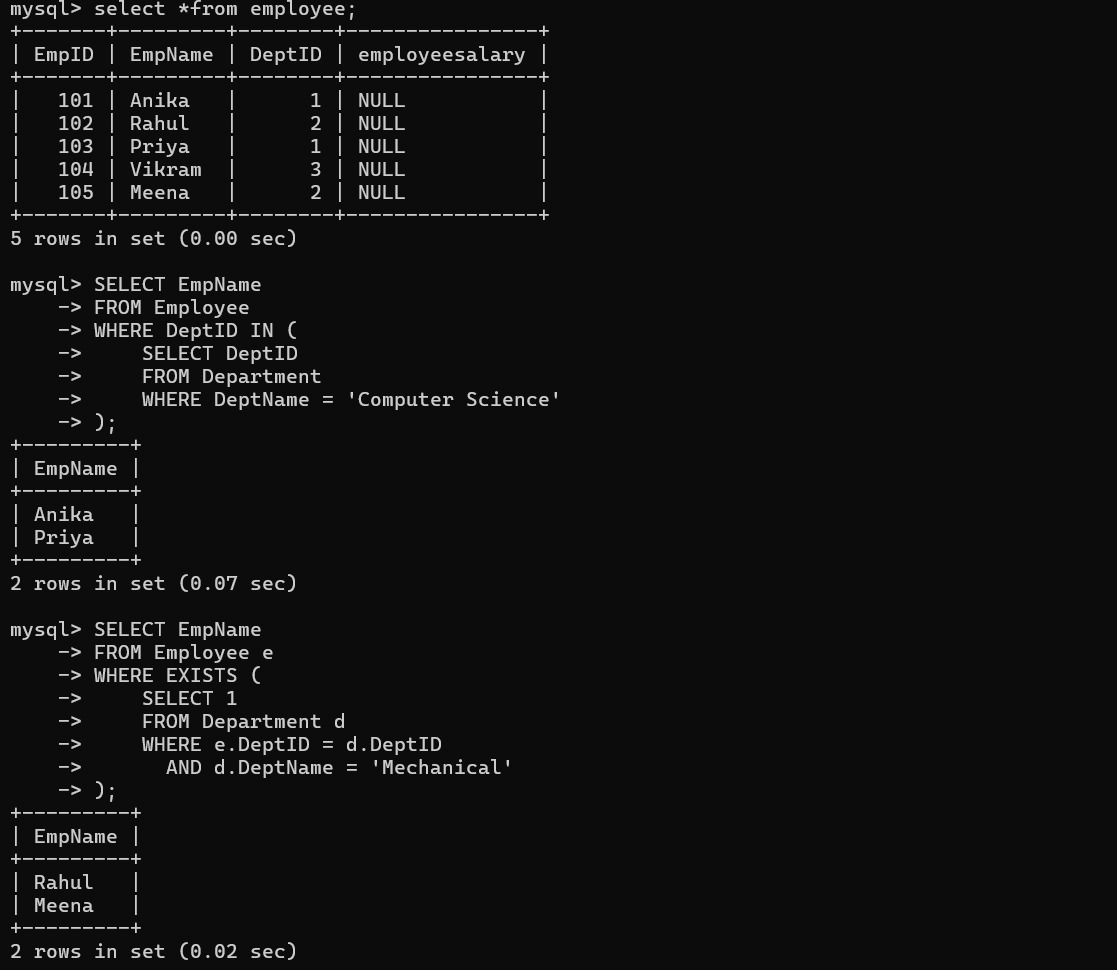 mysql> select *from employee;
+-------+---------+--------+----------------+
| EmpID | EmpName | DeptID | employeesalary |
+-------+---------+--------+----------------+
|   101 | Anika   |      1 | NULL           |
|   102 | Rahul   |      2 | NULL           |
|   103 | Priya   |      1 | NULL           |
|   104 | Vikram  |      3 | NULL           |
|   105 | Meena   |      2 | NULL           |
+-------+---------+--------+----------------+
5 rows in set (0.00 sec)

mysql> SELECT EmpName
    -> FROM Employee
    -> WHERE DeptID IN (
    ->     SELECT DeptID
    ->     FROM Department
    ->     WHERE DeptName = 'Computer Science'
    -> );
+---------+
| EmpName |
+---------+
| Anika   |
| Priya   |
+---------+
2 rows in set (0.07 sec)

mysql> SELECT EmpName
    -> FROM Employee e
    -> WHERE EXISTS (
    ->     SELECT 1
    ->     FROM Department d
    ->     WHERE e.DeptID = d.DeptID
    ->       AND d.DeptName = 'Mechanical'
    -> );
+---------+
| EmpName |
+---------+
| Rahul   |
| Meena   |
+---------+
2 rows in set (0.02 sec)